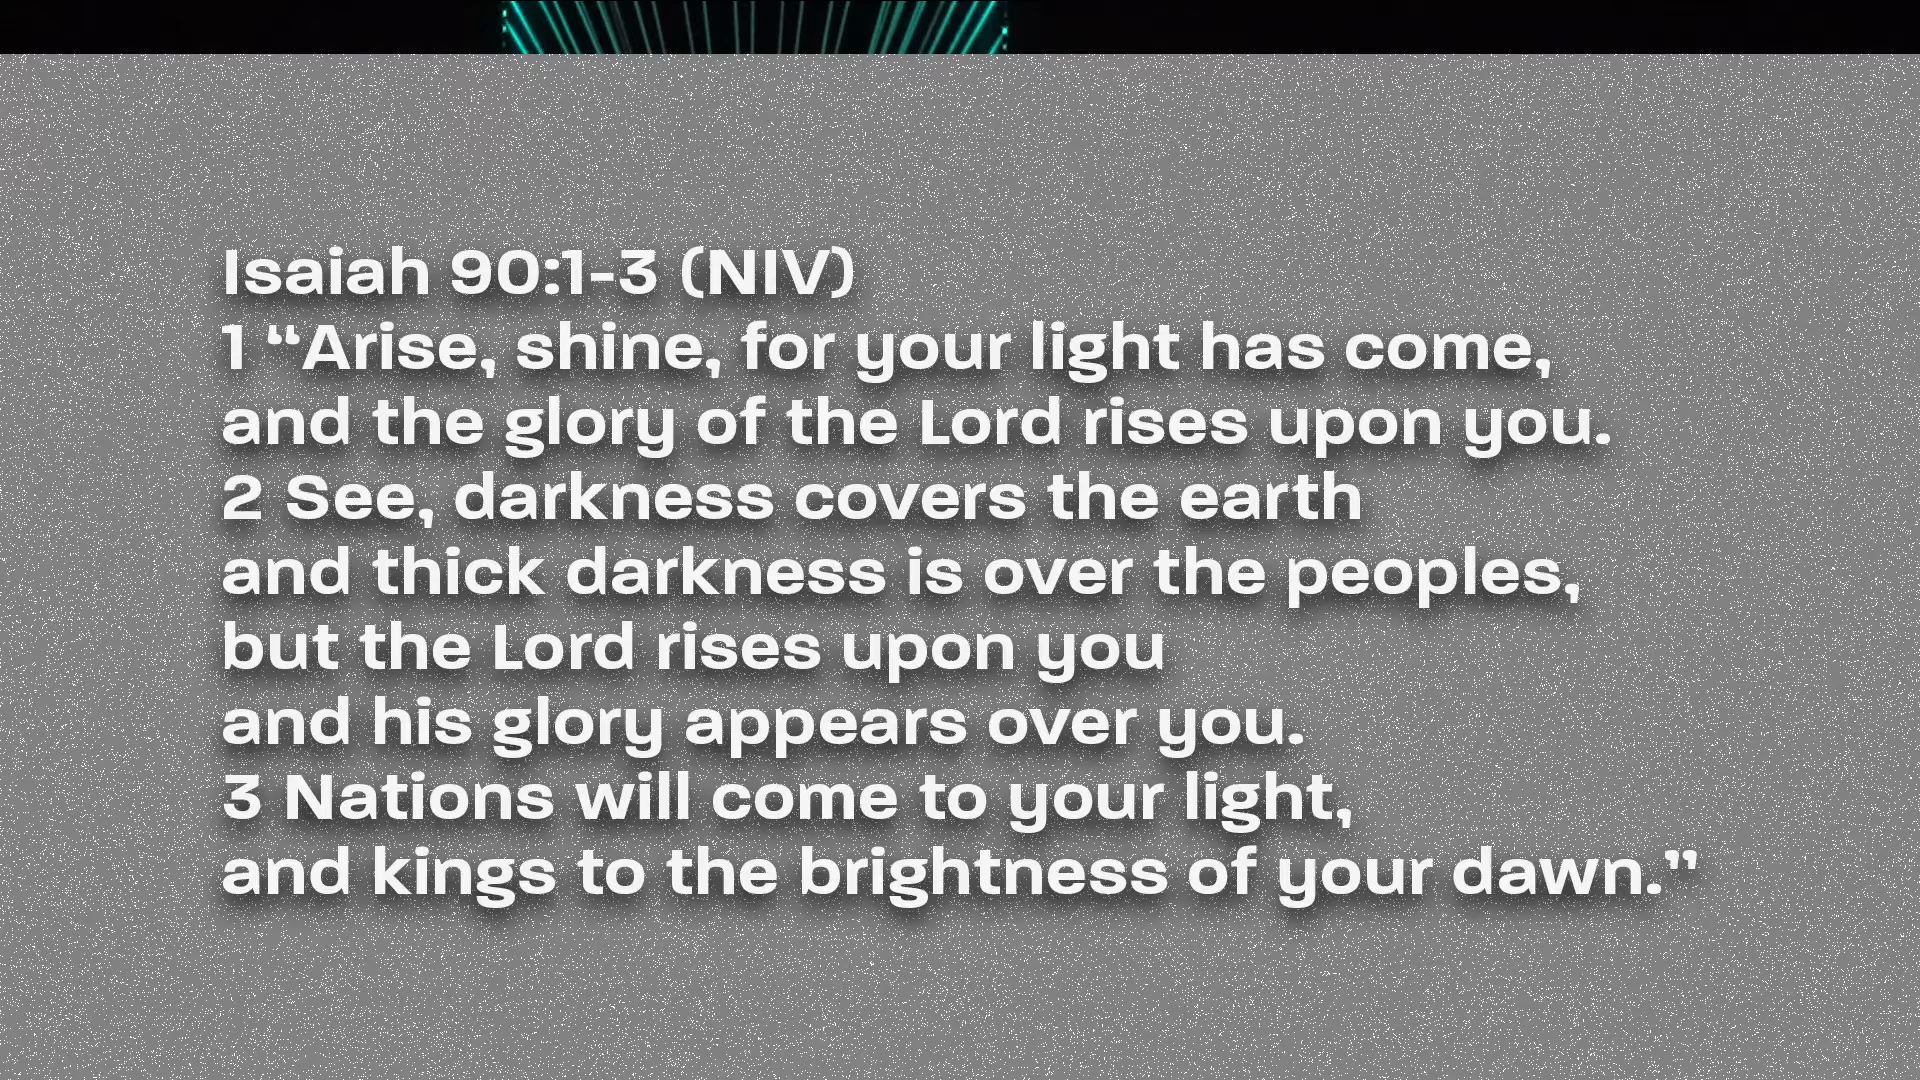 Isaiah 90:1-3 (NIV)
1 “Arise, shine, for your light has come,
and the glory of the Lord rises upon you.
2 See, darkness covers the earth
and thick darkness is over the peoples,
but the Lord rises upon you
and his glory appears over you.
3 Nations will come to your light,
and kings to the brightness of your dawn.”